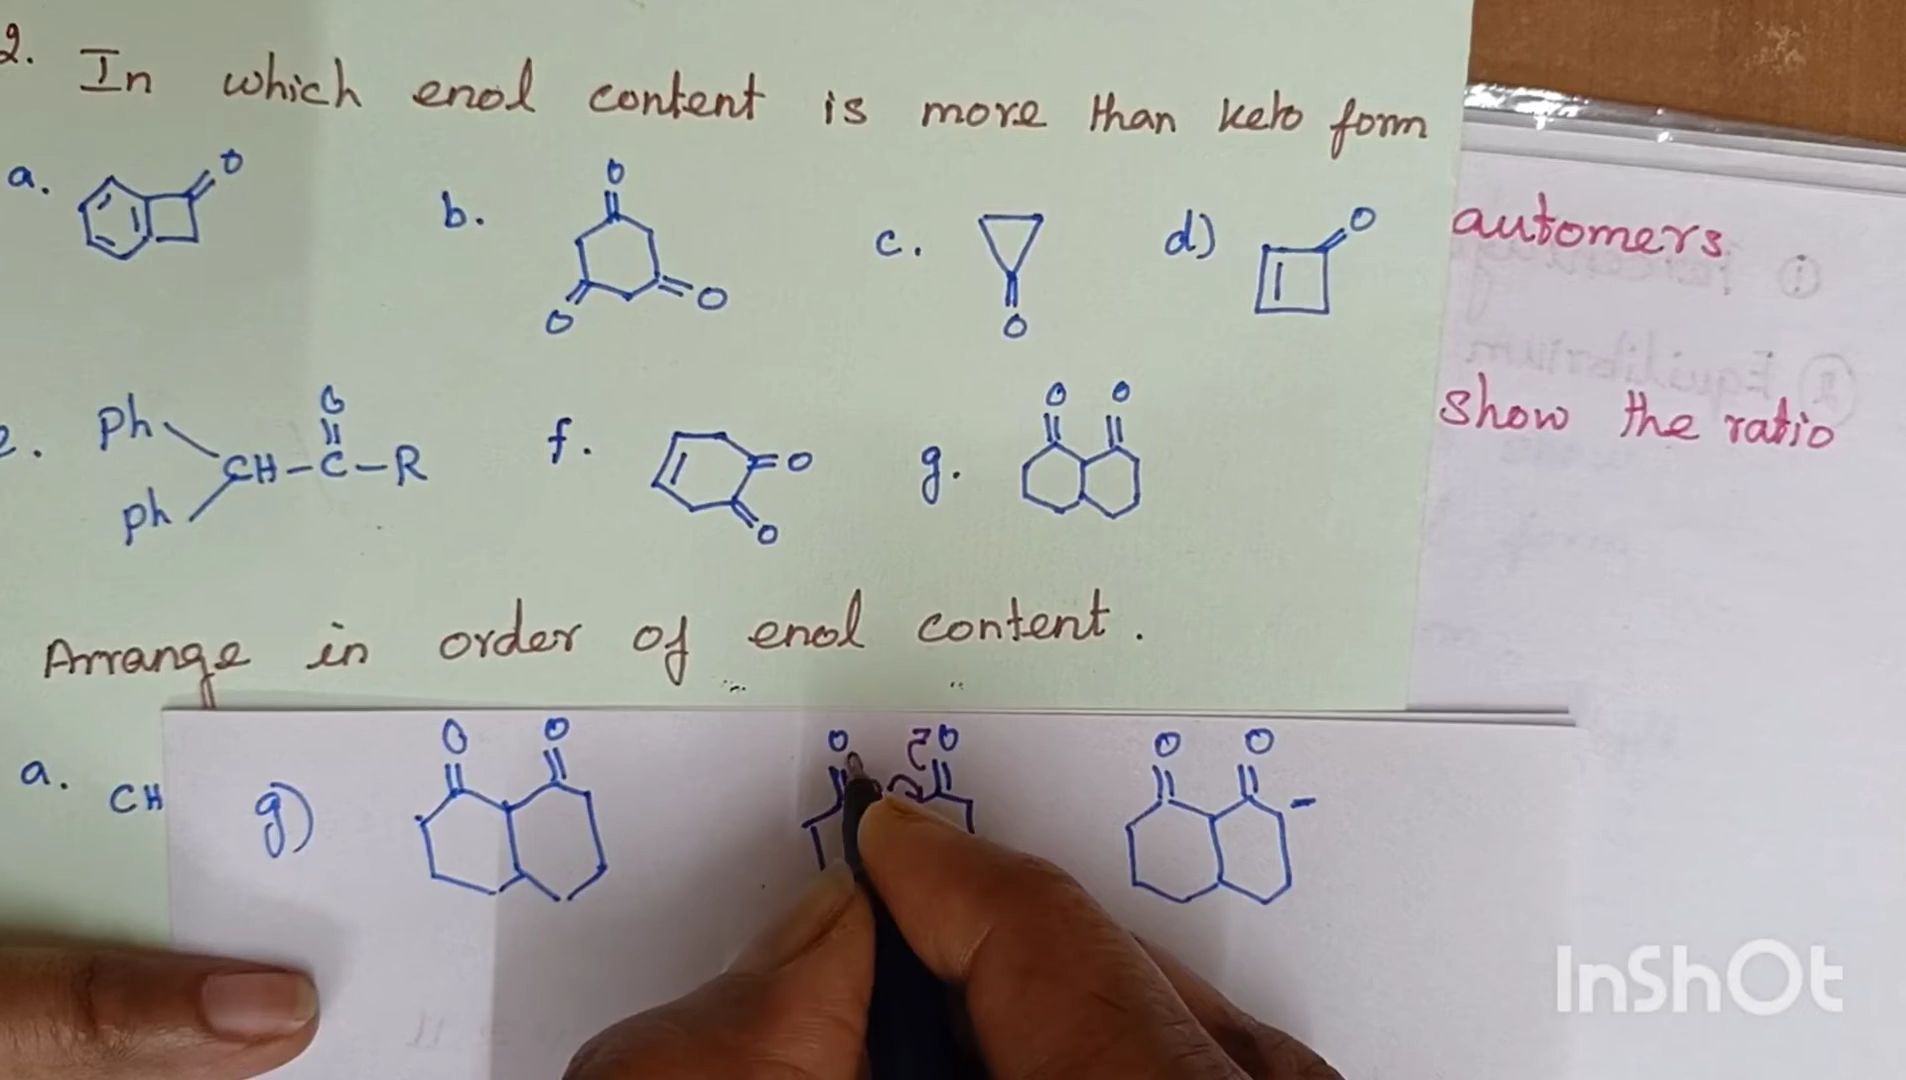 2. In which enol content is more than keto form
a. O b. O O O c. O d) O
automers
Ph O
CH-C-R
Ph
f. O O
g. O O
show the ratio
Arrange in order of enol content.
a. CH
g) O O O O O O
InShOt